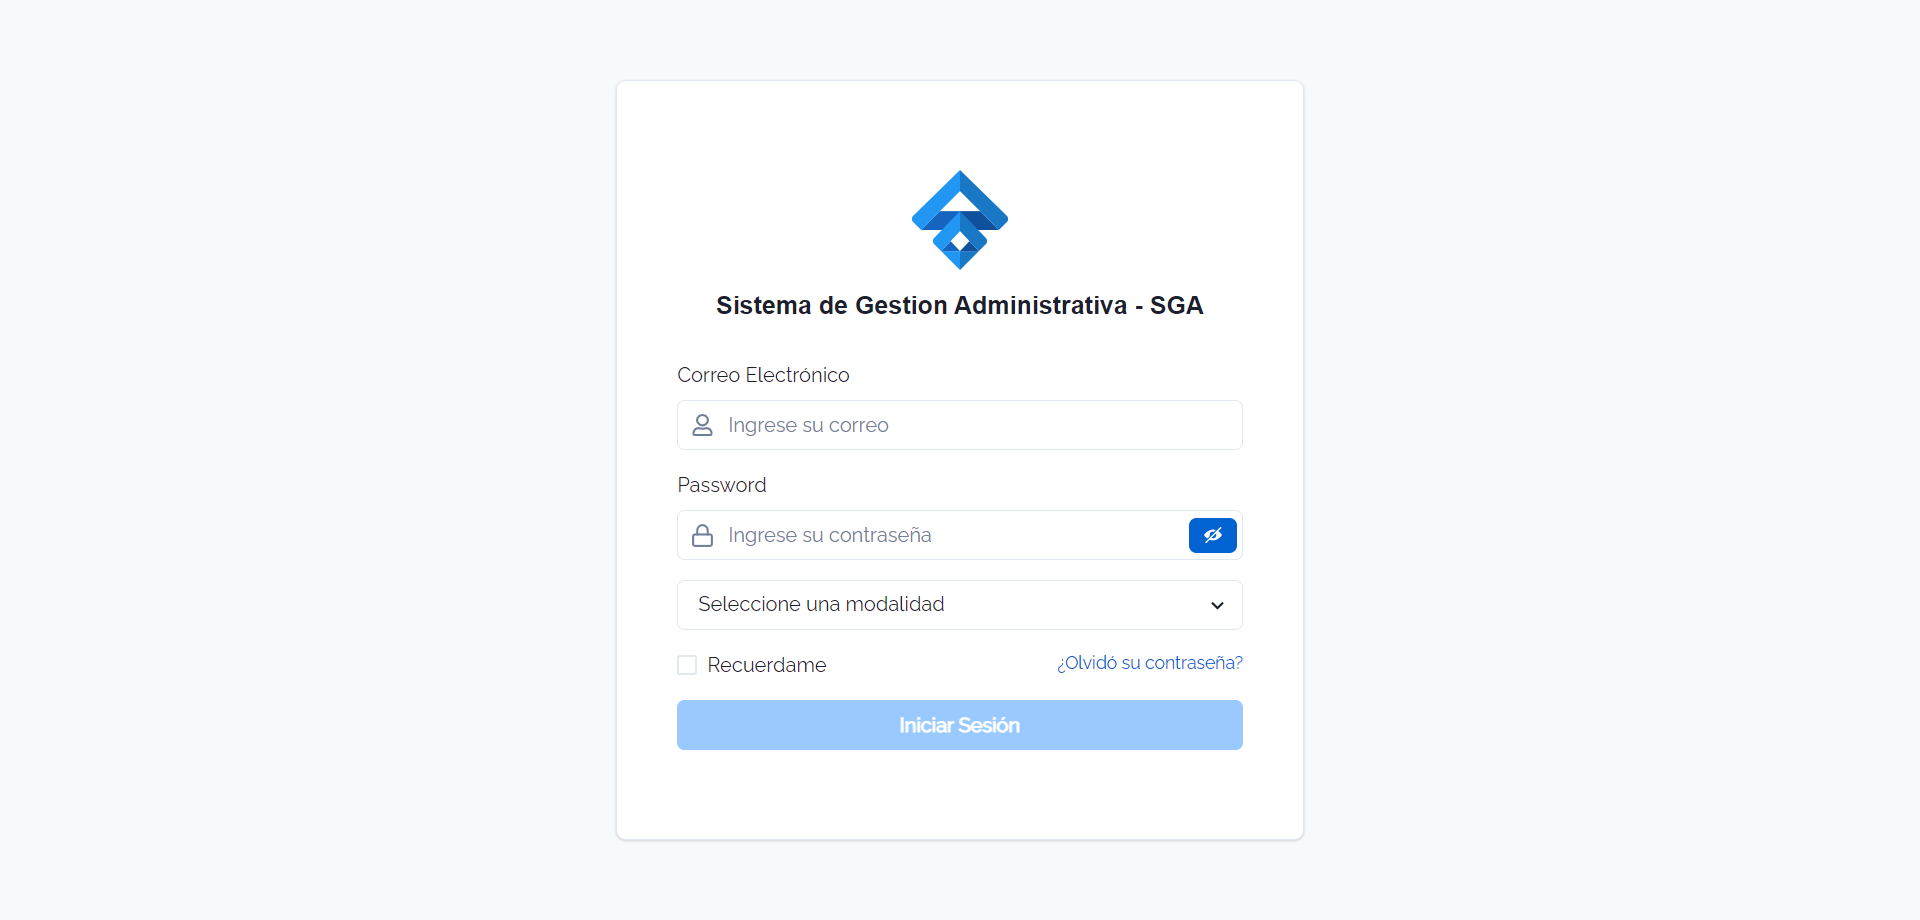 Sistema de Gestion Administrativa - SGA
Correo Electrónico
Ingrese su correo
Password
Ingrese su contraseña
Seleccione una modalidad
Recuerdame
¿Olvidó su contraseña?
Iniciar Sesión